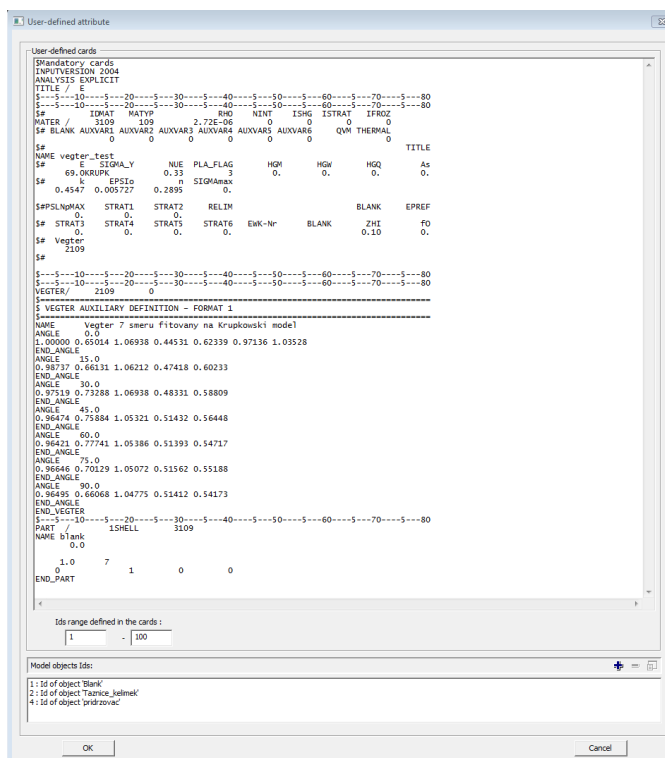 User-defined attribute
User-defined cards
$Mandatory cards
INPUTVERSION 2004
ANALYSIS EXPLICIT
TITLE / E
$---5---10----5---20----5---30----5---40----5---50----5---60----5---70----5---80
$---5---10----5---20----5---30----5---40----5---50----5---60----5---70----5---80
$# IDMAT MATYP RHO NINT ISHG ISTRAT IFROZ
MATER / 3109 109 2.72E-06 0 0 0 0
$# BLANK AUXVAR1 AUXVAR2 AUXVAR3 AUXVAR4 AUXVAR5 AUXVAR6 QVM THERMAL
0 0 0 0 0 0 0
$# TITLE
NAME vegter_test
$# E SIGMA_Y NUE PLA_FLAG HGM HGW HGQ As
69.0KRUPK 0.33 3 0. 0. 0. 0.
$# k EPSIo n SIGMAmax
0.4547 0.005727 0.2895 0.
$#PSLNpMAX STRAT1 STRAT2 RELIM BLANK EPREF
0. 0. 0. 0.
$# STRAT3 STRAT4 STRAT5 STRAT6 EWK-Nr BLANK ZHI fO
0. 0. 0. 0. 0.10 0.
$# Vegter
2109
$#
$---5---10----5---20----5---30----5---40----5---50----5---60----5---70----5---80
$---5---10----5---20----5---30----5---40----5---50----5---60----5---70----5---80
VEGTER/ 2109 0
$===============================================================================
$ VEGTER AUXILIARY DEFINITION - FORMAT 1
$===============================================================================
NAME Vegter 7 smeru fitovany na Krupkowski model
ANGLE 0.0
1.00000 0.65014 1.06938 0.44531 0.62339 0.97136 1.03528
END_ANGLE
ANGLE 15.0
0.98737 0.66131 1.06212 0.47418 0.60233
END_ANGLE
ANGLE 30.0
0.97519 0.73288 1.06938 0.48331 0.58809
END_ANGLE
ANGLE 45.0
0.96474 0.75884 1.05321 0.51432 0.56448
END_ANGLE
ANGLE 60.0
0.96421 0.77741 1.05386 0.51393 0.54717
END_ANGLE
ANGLE 75.0
0.96646 0.70129 1.05072 0.51562 0.55188
END_ANGLE
ANGLE 90.0
0.96495 0.66068 1.04775 0.51412 0.54173
END_ANGLE
END_VEGTER
$---5---10----5---20----5---30----5---40----5---50----5---60----5---70----5---80
PART / 1SHELL 3109
NAME blank
0.0
1.0 7
0 1 0 0
END_PART
Ids range defined in the cards :
1 - 100
Model objects Ids:
1 : Id of object 'Blank'
2 : Id of object 'Taznice_kelimek'
4 : Id of object 'pridrzovac'
OK Cancel